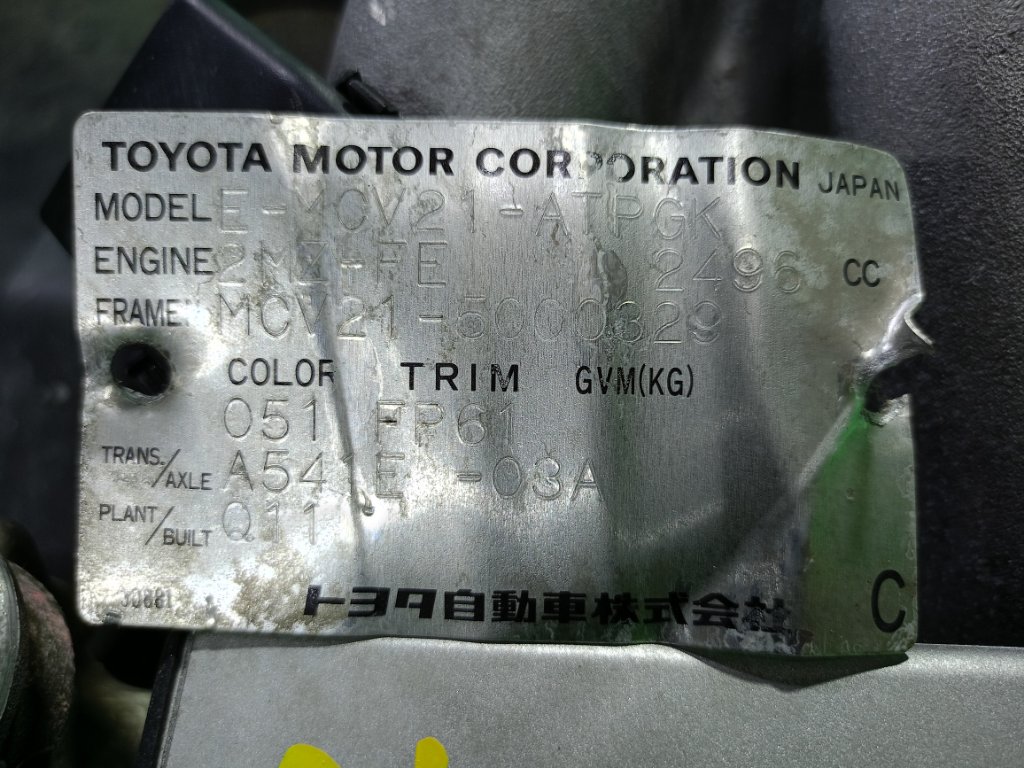 TOYOTA MOTOR CORPORATION JAPAN
MODEL E-MCV21-ATPGK
ENGINE 2MZ-FE 2496 CC
FRAME MCV21-5000329
COLOR TRIM GVM(KG)
051 FP61
TRANS./AXLE A541E -03A
PLANT/BUILT Q11
トヨタ自動車株式会社 C